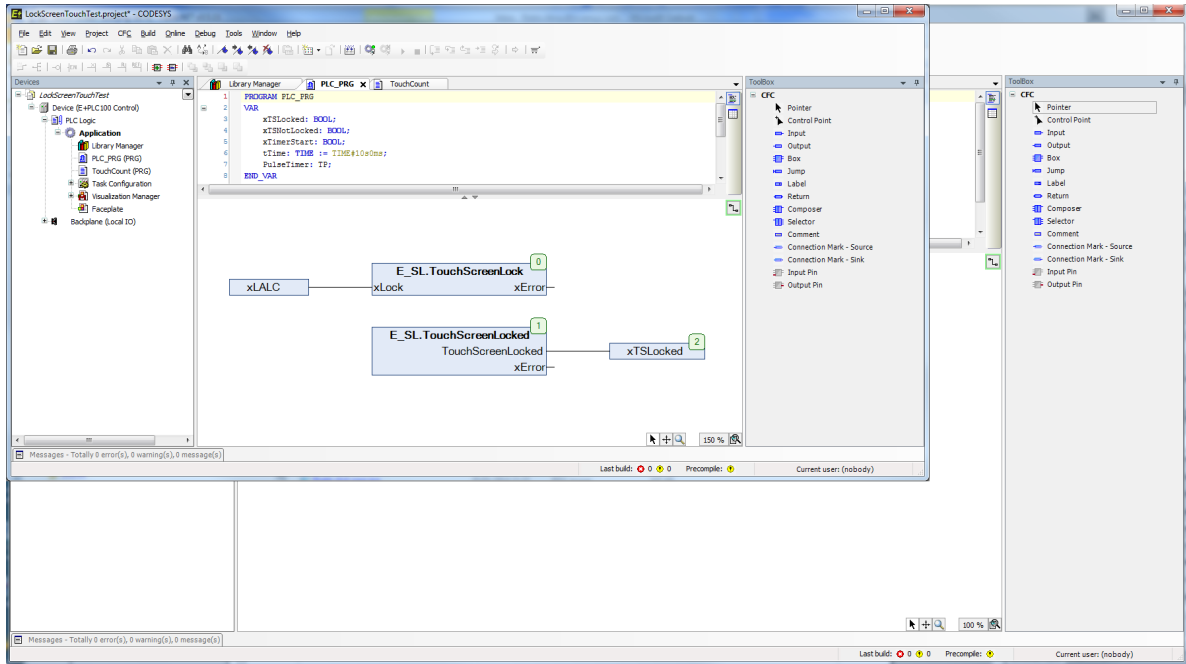 LockScreenTouchTest.project* - CODESYS
File Edit View Project CFC Build Online Debug Tools Window Help
Devices
LockScreenTouchTest
Device (E+PLC100 Control)
PLC Logic
Application
Library Manager
PLC_PRG (PRG)
TouchCount (PRG)
Task Configuration
Visualization Manager
Faceplate
Backplane (Local IO)
Library Manager PLC_PRG X TouchCount
1 PROGRAM PLC_PRG
2 VAR
3 xTSLocked: BOOL;
4 xTSNotLocked: BOOL;
5 xTimerStart: BOOL;
6 tTime: TIME := TIME#10s0ms;
7 PulseTimer: TP;
8 END_VAR
0
E_SL.TouchScreenLock
xLALC
xLock xError
1
E_SL.TouchScreenLocked
TouchScreenLocked
xError
2
xTSLocked
150 %
ToolBox
CFC
Pointer
Control Point
Input
Output
Box
Jump
Label
Return
Composer
Selector
Comment
Connection Mark - Source
Connection Mark - Sink
Input Pin
Output Pin
Messages - Totally 0 error(s), 0 warning(s), 0 message(s)
Last build: 0 0 Precompile: Current user: (nobody)
ToolBox
CFC
Pointer
Control Point
Input
Output
Box
Jump
Label
Return
Composer
Selector
Comment
Connection Mark - Source
Connection Mark - Sink
Input Pin
Output Pin
100 %
Messages - Totally 0 error(s), 0 warning(s), 0 message(s)
Last build: 0 0 Precompile: Current user: (nobody)